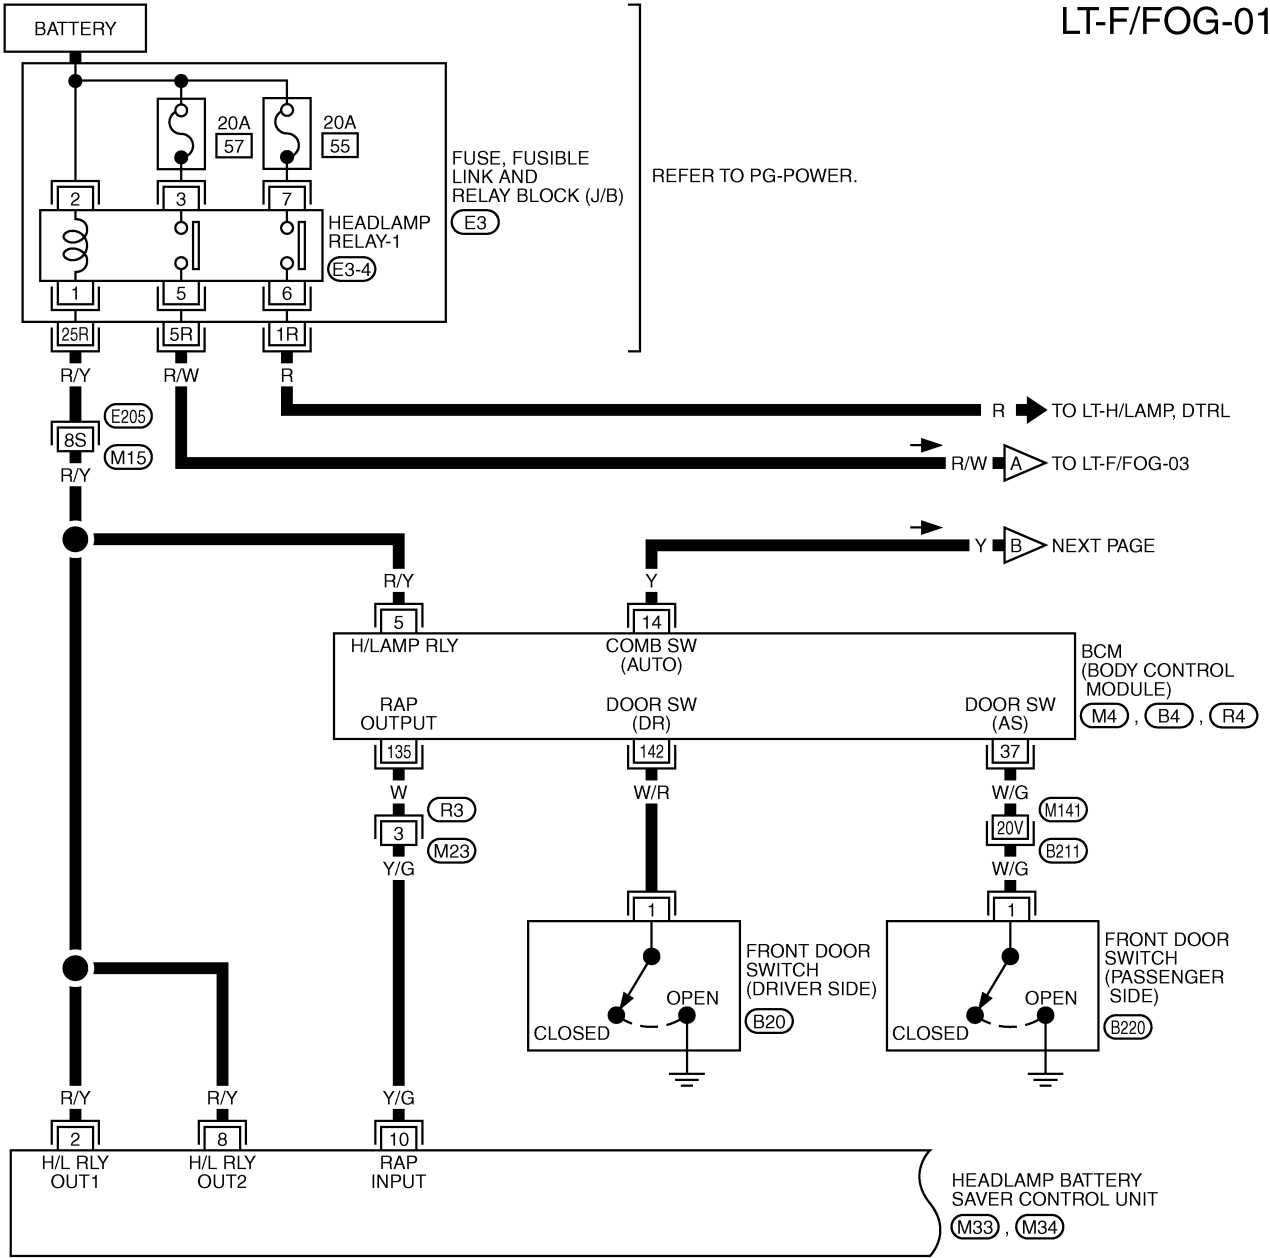 LT-F/FOG-01
BATTERY
20A
57
20A
55
FUSE, FUSIBLE
LINK AND
RELAY BLOCK (J/B)
E3
REFER TO PG-POWER.
2
3
7
HEADLAMP
RELAY-1
E3-4
1
5
6
25R
5R
1R
R/Y
R/W
R
R
TO LT-H/LAMP, DTRL
E205
8S
M15
R/Y
R/W
A
TO LT-F/FOG-03
Y
B
NEXT PAGE
R/Y
Y
5
14
H/LAMP RLY
COMB SW
(AUTO)
BCM
(BODY CONTROL
MODULE)
M4 , B4 , R4
RAP
OUTPUT
DOOR SW
(DR)
DOOR SW
(AS)
135
142
37
W
W/R
W/G
R3
3
M23
M141
20V
B211
Y/G
W/G
1
1
FRONT DOOR
SWITCH
(DRIVER SIDE)
B20
OPEN
CLOSED
FRONT DOOR
SWITCH
(PASSENGER
SIDE)
B220
OPEN
CLOSED
R/Y
R/Y
Y/G
2
8
10
H/L RLY
OUT1
H/L RLY
OUT2
RAP
INPUT
HEADLAMP BATTERY
SAVER CONTROL UNIT
M33 , M34